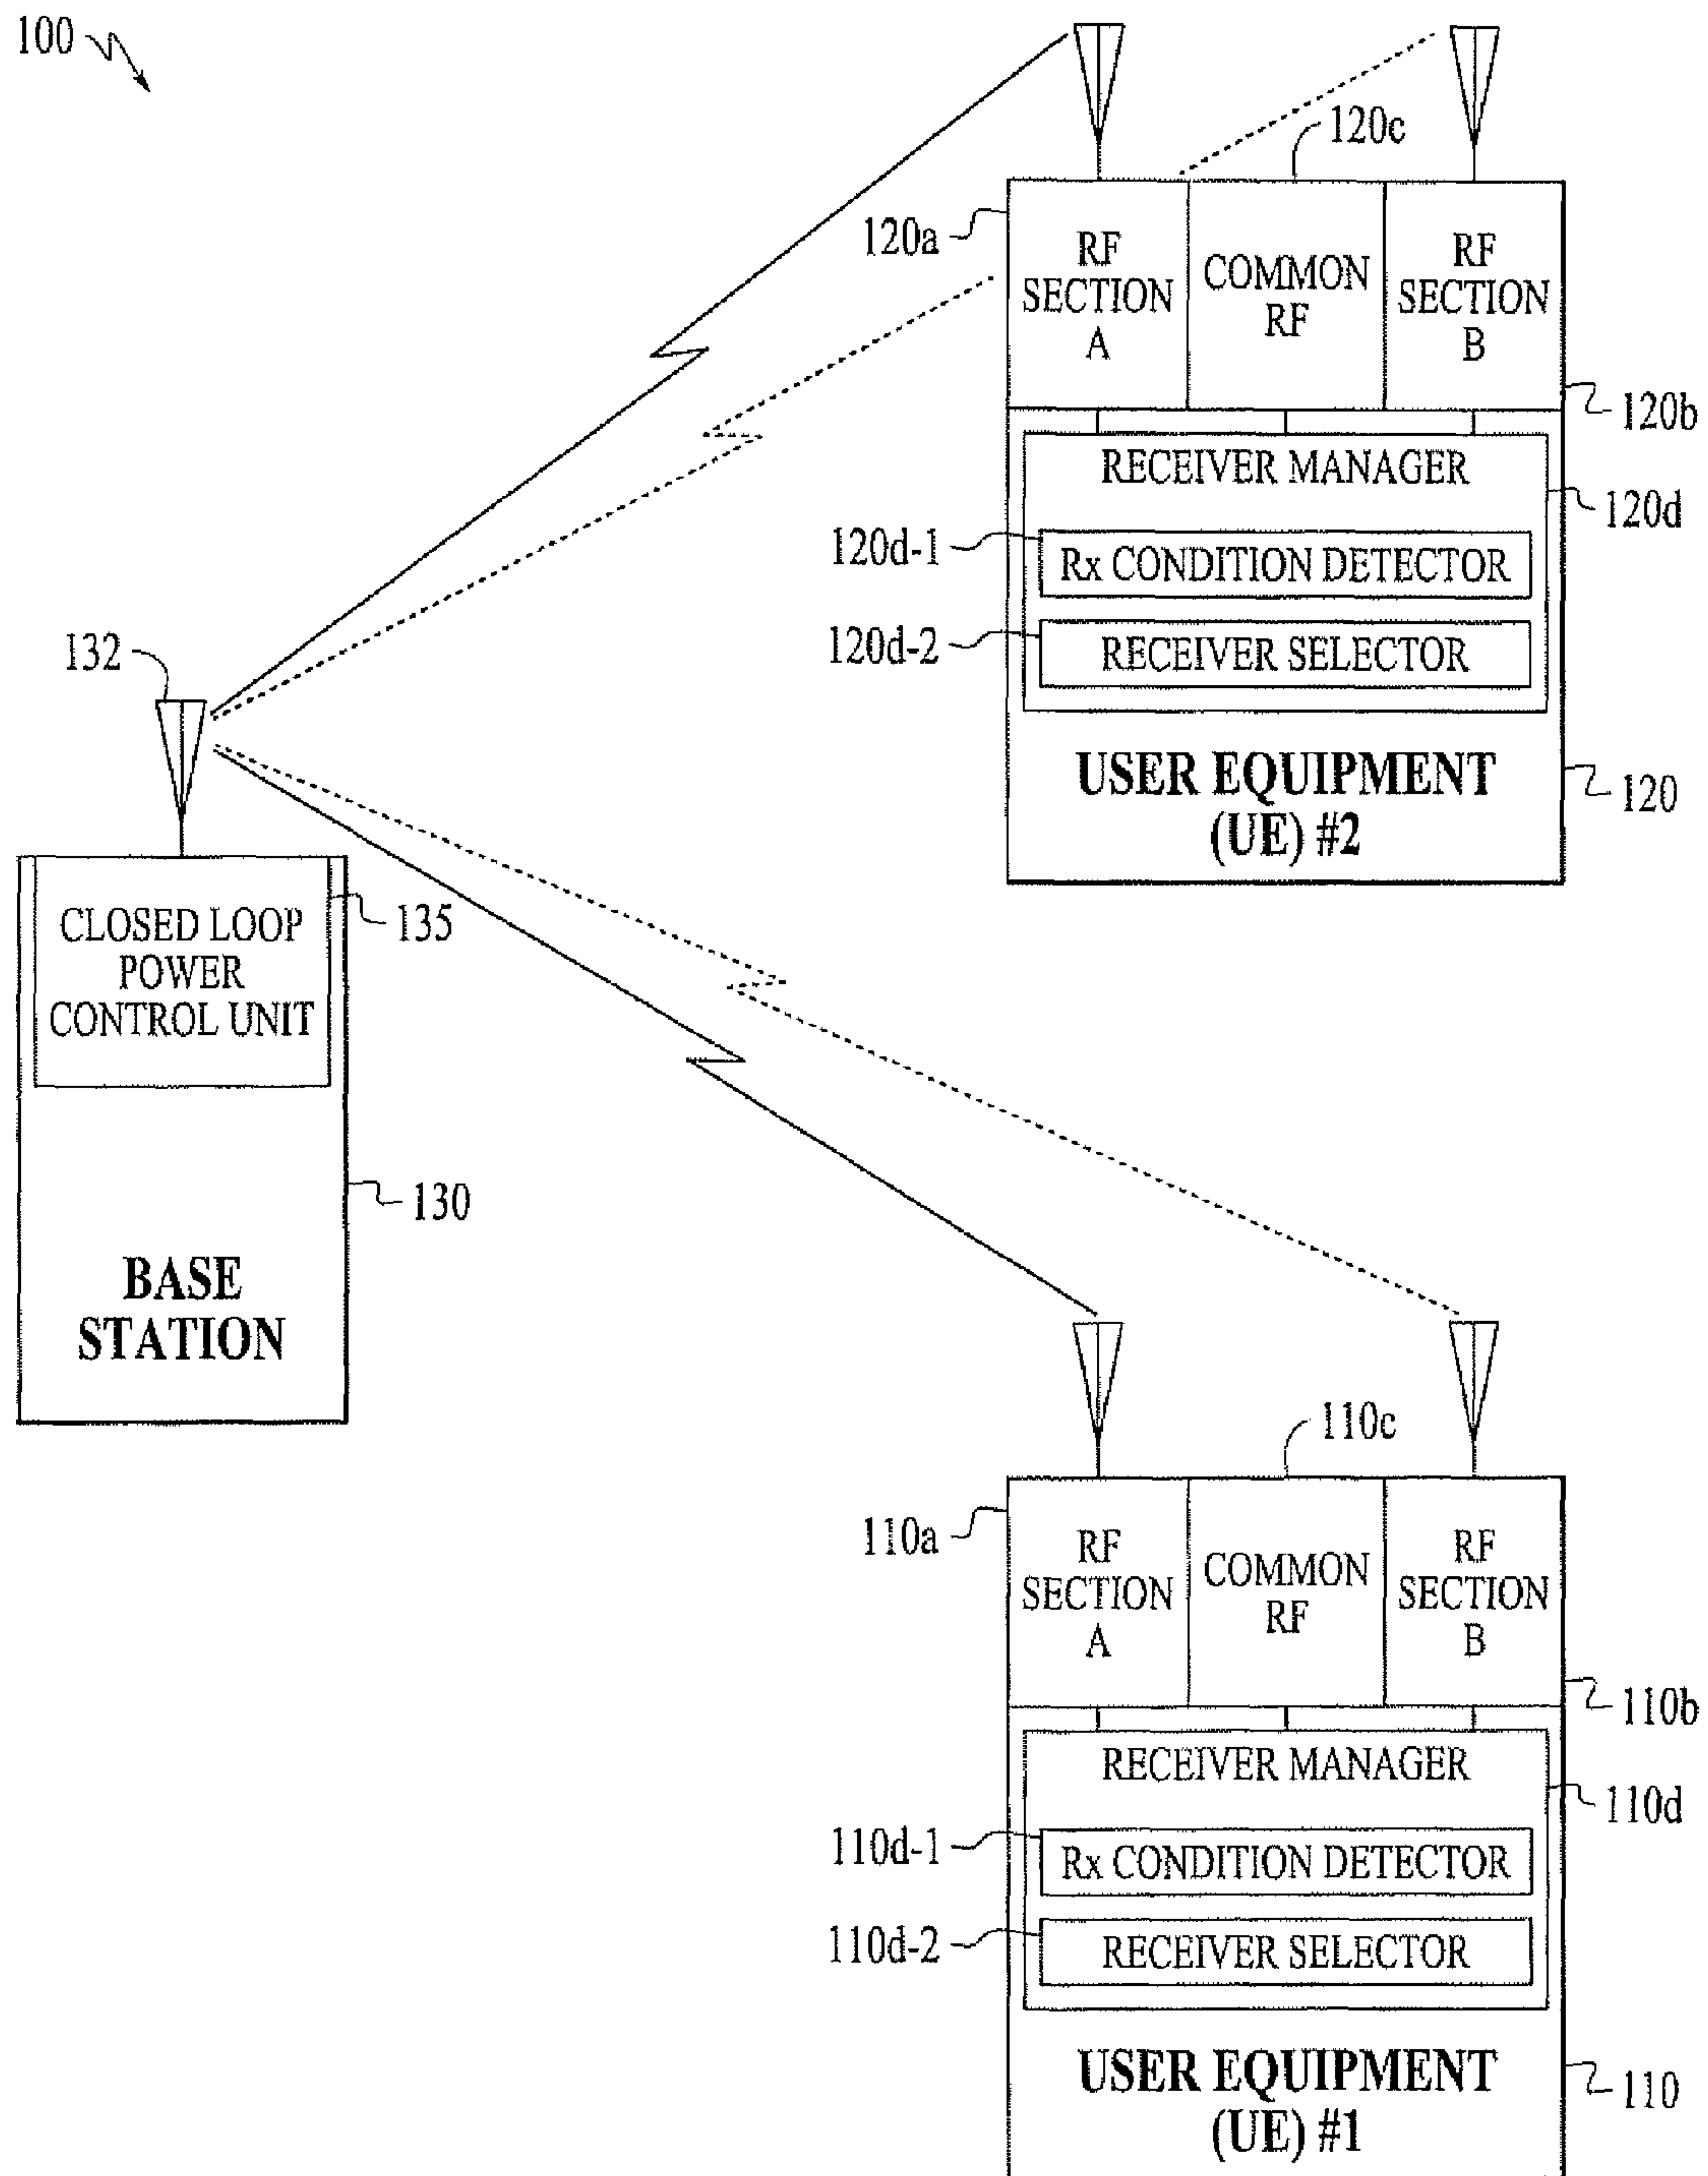 100
120c
120a
RF
SECTION
A
COMMON
RF
RF
SECTION
B
120b
RECEIVER MANAGER
120d
120d-1
Rx CONDITION DETECTOR
120d-2
RECEIVER SELECTOR
USER EQUIPMENT
(UE) #2
120
132
CLOSED LOOP
POWER
CONTROL UNIT
135
130
BASE
STATION
110c
110a
RF
SECTION
A
COMMON
RF
RF
SECTION
B
110b
RECEIVER MANAGER
110d
110d-1
Rx CONDITION DETECTOR
110d-2
RECEIVER SELECTOR
USER EQUIPMENT
(UE) #1
110